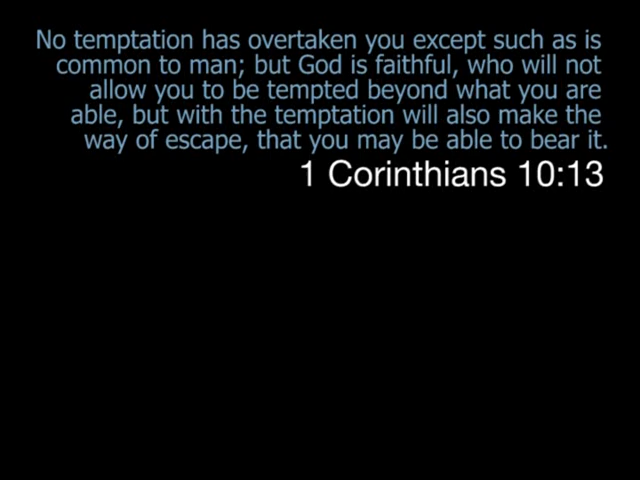 No temptation has overtaken you except such as is
common to man; but God is faithful, who will not
allow you to be tempted beyond what you are
able, but with the temptation will also make the
way of escape, that you may be able to bear it.
1 Corinthians 10:13